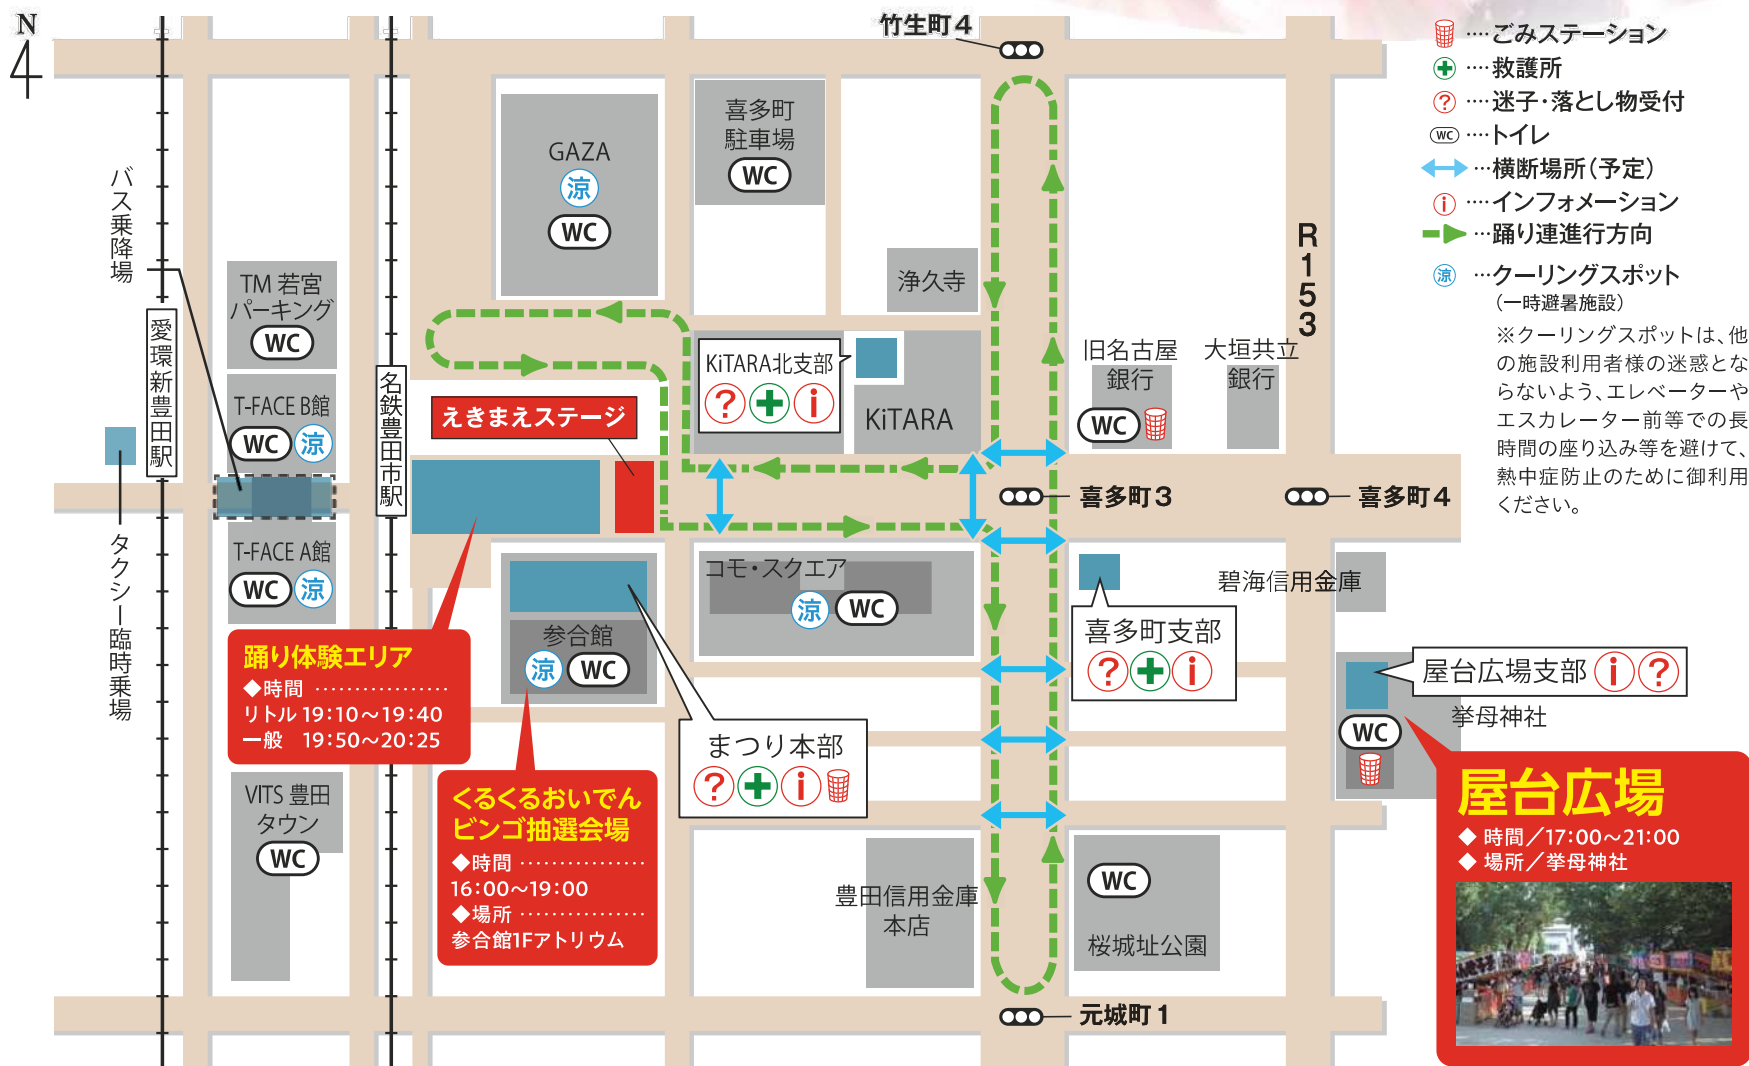 N
竹生町4
…ごみステーション
…救護所
?…迷子・落とし物受付
WC…トイレ
…横断場所(予定)
i…インフォメーション
…踊り連進行方向
涼…クーリングスポット
(一時避暑施設)
※クーリングスポットは、他
の施設利用者様の迷惑とな
らないよう、エレベーターや
エスカレーター前等での長
時間の座り込み等を避けて、
熱中症防止のために御利用
ください。
GAZA
涼
WC
喜多町
駐車場
WC
バス乗降場
TM 若宮
パーキング
WC
浄久寺
R153
愛環新豊田駅
名鉄豊田市駅
T-FACE B館
WC 涼
えきまえステージ
KiTARA北支部
? i
KiTARA
旧名古屋
銀行
WC
大垣共立
銀行
喜多町3
喜多町4
T-FACE A館
WC 涼
タクシー臨時乗場
コモ・スクエア
涼 WC
碧海信用金庫
参合館
涼 WC
喜多町支部
? i
踊り体験エリア
◆時間 ………………
リトル 19:10〜19:40
一般 19:50〜20:25
屋台広場支部 i ?
挙母神社
WC
まつり本部
? i
VITS 豊田
タウン
WC
くるくるおいでん
ビンゴ抽選会場
◆時間 ……………
16:00〜19:00
◆場所 ……………
参合館1Fアトリウム
屋台広場
◆ 時間/17:00〜21:00
◆ 場所/挙母神社
豊田信用金庫
本店
WC
桜城址公園
元城町1